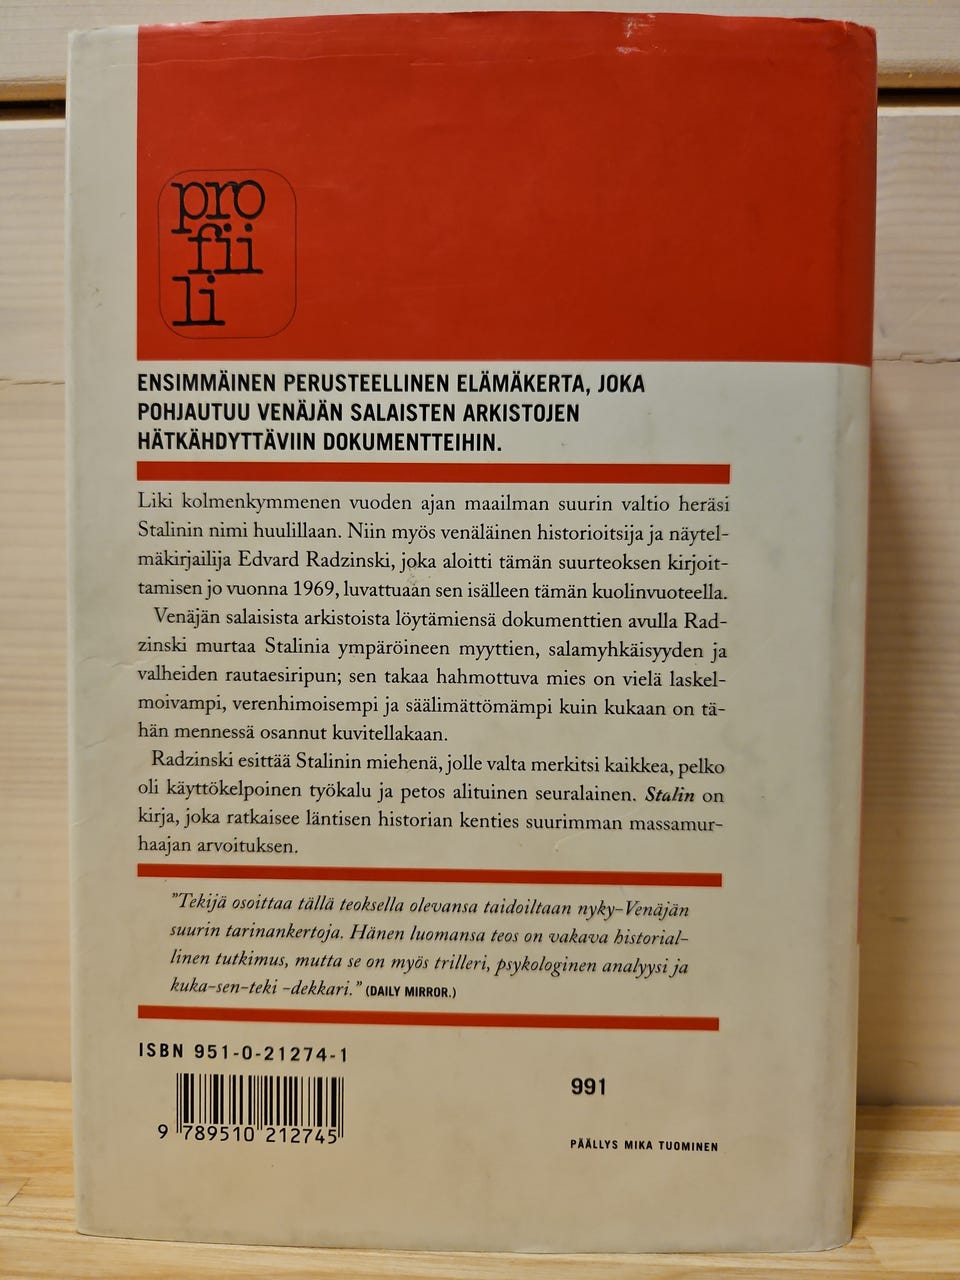 pro
fii
li
ENSIMMÄINEN PERUSTEELLINEN ELÄMÄKERTA, JOKA
POHJAUTUU VENÄJÄN SALAISTEN ARKISTOJEN
HÄTKÄHDYTTÄVIIN DOKUMENTTEIHIN.
Liki kolmenkymmenen vuoden ajan maailman suurin valtio heräsi
Stalinin nimi huulillaan. Niin myös venäläinen historioitsija ja näytel-
mäkirjailija Edvard Radzinski, joka aloitti tämän suurteoksen kirjoit-
tamisen jo vuonna 1969, luvattuaan sen isälleen tämän kuolinvuoteella.
Venäjän salaisista arkistoista löytämiensä dokumenttien avulla Rad-
zinski murtaa Stalinia ympäröineen myyttien, salamyhkäisyyden ja
valheiden rautaesiripun; sen takaa hahmottuva mies on vielä laskel-
moivampi, verenhimoisempi ja säälimättömämpi kuin kukaan on tä-
hän mennessä osannut kuvitellakaan.
Radzinski esittää Stalinin miehenä, jolle valta merkitsi kaikkea, pelko
oli käyttökelpoinen työkalu ja petos alituinen seuralainen. Stalin on
kirja, joka ratkaisee läntisen historian kenties suurimman massamur-
haajan arvoituksen.
"Tekijä osoittaa tällä teoksella olevansa taidoiltaan nyky-Venäjän
suurin tarinankertoja. Hänen luomansa teos on vakava historial-
linen tutkimus, mutta se on myös trilleri, psykologinen analyysi ja
kuka-sen-teki -dekkari." (DAILY MIRROR.)
ISBN 951-0-21274-1
991
9 789510 212745
PÄÄLLYS MIKA TUOMINEN